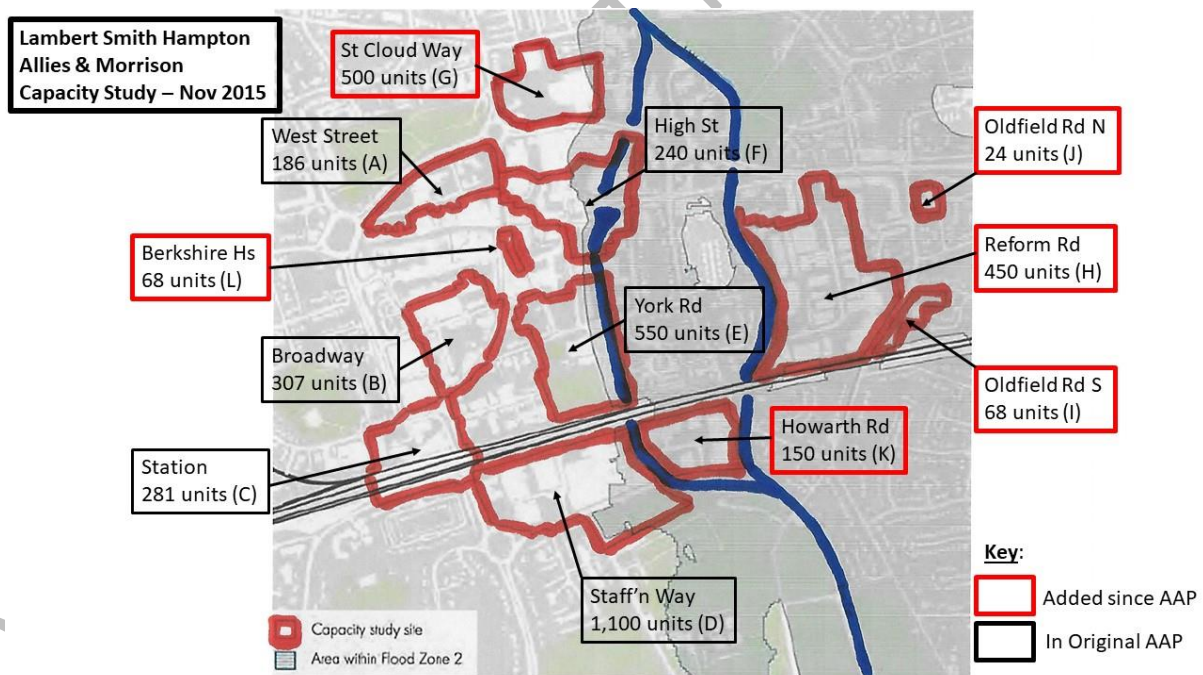 Lambert Smith Hampton
Allies & Morrison
Capacity Study – Nov 2015
St Cloud Way
500 units (G)
West Street
186 units (A)
High St
240 units (F)
Oldfield Rd N
24 units (J)
Berkshire Hs
68 units (L)
Reform Rd
450 units (H)
York Rd
550 units (E)
Broadway
307 units (B)
Oldfield Rd S
68 units (I)
Howarth Rd
150 units (K)
Station
281 units (C)
Staff'n Way
1,100 units (D)
Key:
Added since AAP
In Original AAP
Capacity study site
Area within Flood Zone 2